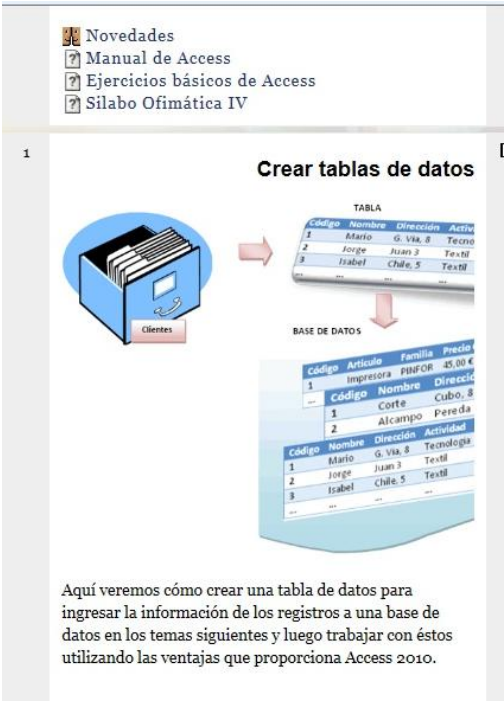 Novedades
Manual de Access
Ejercicios básicos de Access
Silabo Ofimática IV
1
Crear tablas de datos
TABLA
Código Nombre Dirección
1 Mario G. Via, 8
2 Jorge Juan 3 Textil
3 Isabel Chile, 5 Textil
... ... ... ...
Clientes
BASE DE DATOS
Código Articulo Familia Precio
1 Impresora PINFOR 45,00 €
...
Código Nombre
1 Corte Cubo, 8
2 Alcampo Pereda
Código Nombre Dirección Actividad
1 Mario G. Via, 8 Tecnologia
2 Jorge Juan 3 Textil
3 Isabel Chile, 5 Textil
... ... ... ...
Aquí veremos cómo crear una tabla de datos para
ingresar la información de los registros a una base de
datos en los temas siguientes y luego trabajar con éstos
utilizando las ventajas que proporciona Access 2010.